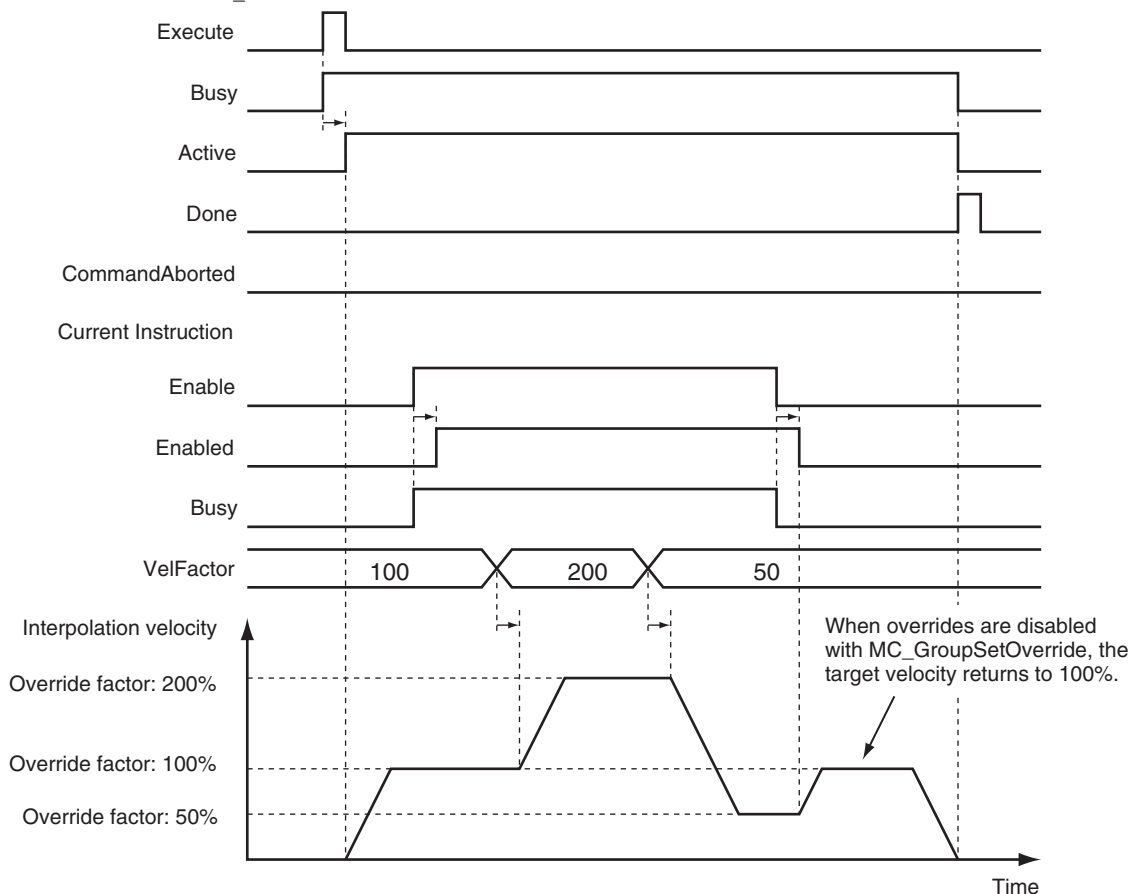 Execute
Busy
Active
Done
CommandAborted
Current Instruction
Enable
Enabled
Busy
VelFactor
100 200 50
Interpolation velocity
When overrides are disabled
with MC_GroupSetOverride, the
target velocity returns to 100%.
Override factor: 200%
Override factor: 100%
Override factor: 50%
Time